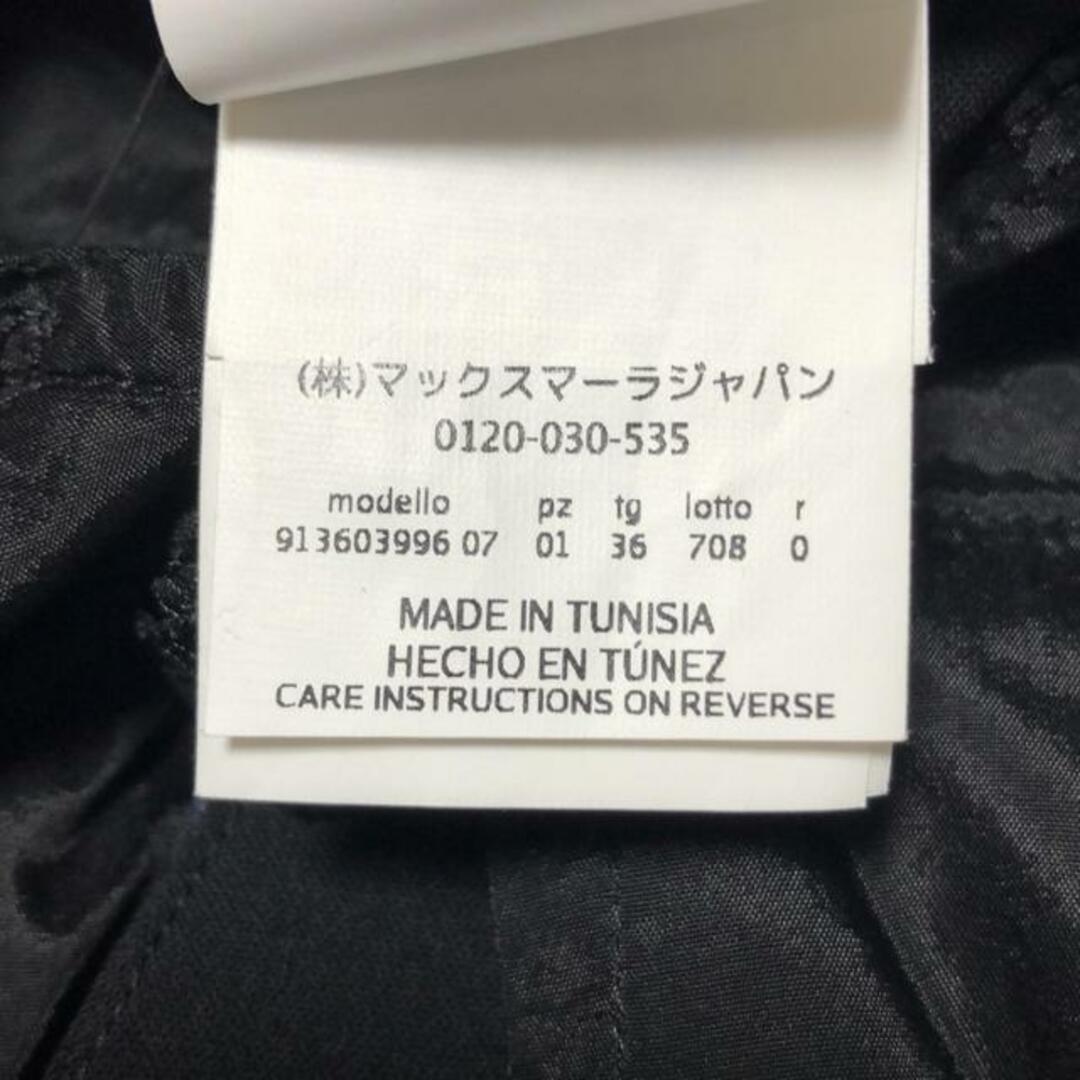 (株)マックスマーラジャパン
0120-030-535
modello pz tg lotto r
913603996 07 01 36 708 0
MADE IN TUNISIA
HECHO EN TÚNEZ
CARE INSTRUCTIONS ON REVERSE